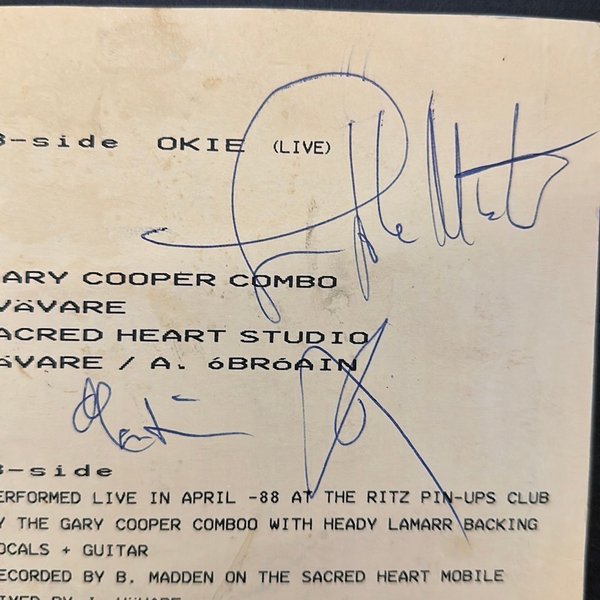 -side OKIE (LIVE)
ARY COOPER COMBO
VäVARE
ACRED HEART STUDIO
äVARE / A. óBRóAIN
-side
ERFORMED LIVE IN APRIL -88 AT THE RITZ PIN-UPS CLUB
Y THE GARY COOPER COMBOO WITH HEADY LAMARR BACKING
OCALS + GUITAR
ECORDED BY B. MADDEN ON THE SACRED HEART MOBILE